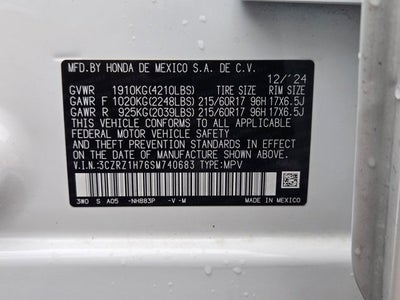 MFD.BY HONDA DE MEXICO S.A. DE C.V.
12/'24
GVWR 1910KG(4210LBS) TIRE SIZE RIM SIZE
GAWR F 1020KG(2248LBS) 215/60R17 96H 17X6.5J
GAWR R 925KG(2039LBS) 215/60R17 96H 17X6.5J
THIS VEHICLE CONFORMS TO ALL APPLICABLE
FEDERAL MOTOR VEHICLE SAFETY
AND THEFT PREVENTION STANDARDS IN EFFECT ON THE
DATE OF MANUFACTURE SHOWN ABOVE.
V.I.N.:3CZRZ1H76SM740683 TYPE:MPV
3W0 S A05 -NH883P -V -M
MADE IN MEXICO